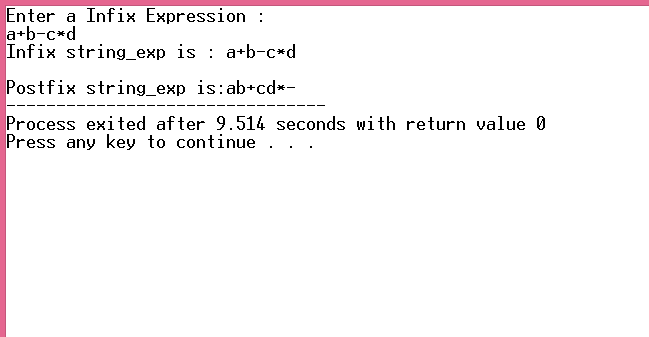 Enter a Infix Expression :
a+b-c*d
Infix string_exp is : a+b-c*d
Postfix string_exp is:ab+cd*-
--------------------------------
Process exited after 9.514 seconds with return value 0
Press any key to continue . . .